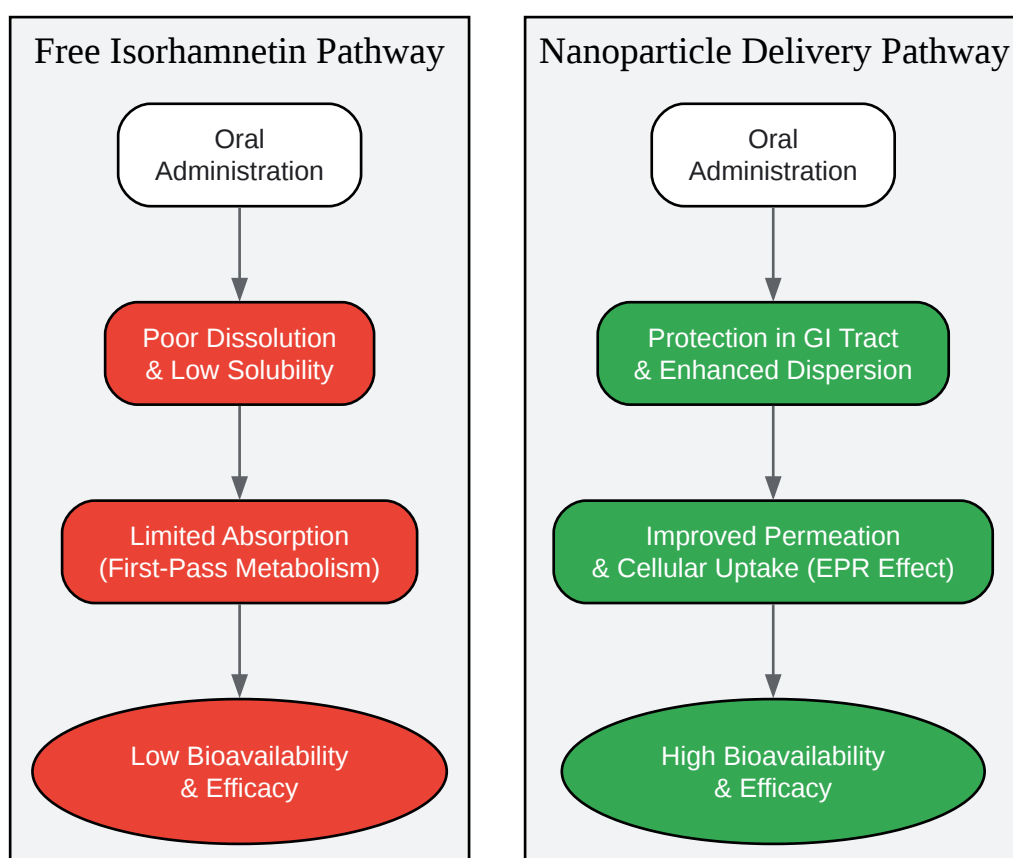 Free Isorhamnetin Pathway
Oral
Administration
Poor Dissolution
& Low Solubility
Limited Absorption
(First-Pass Metabolism)
Low Bioavailability
& Efficacy
Nanoparticle Delivery Pathway
Oral
Administration
Protection in GI Tract
& Enhanced Dispersion
Improved Permeation
& Cellular Uptake (EPR Effect)
High Bioavailability
& Efficacy